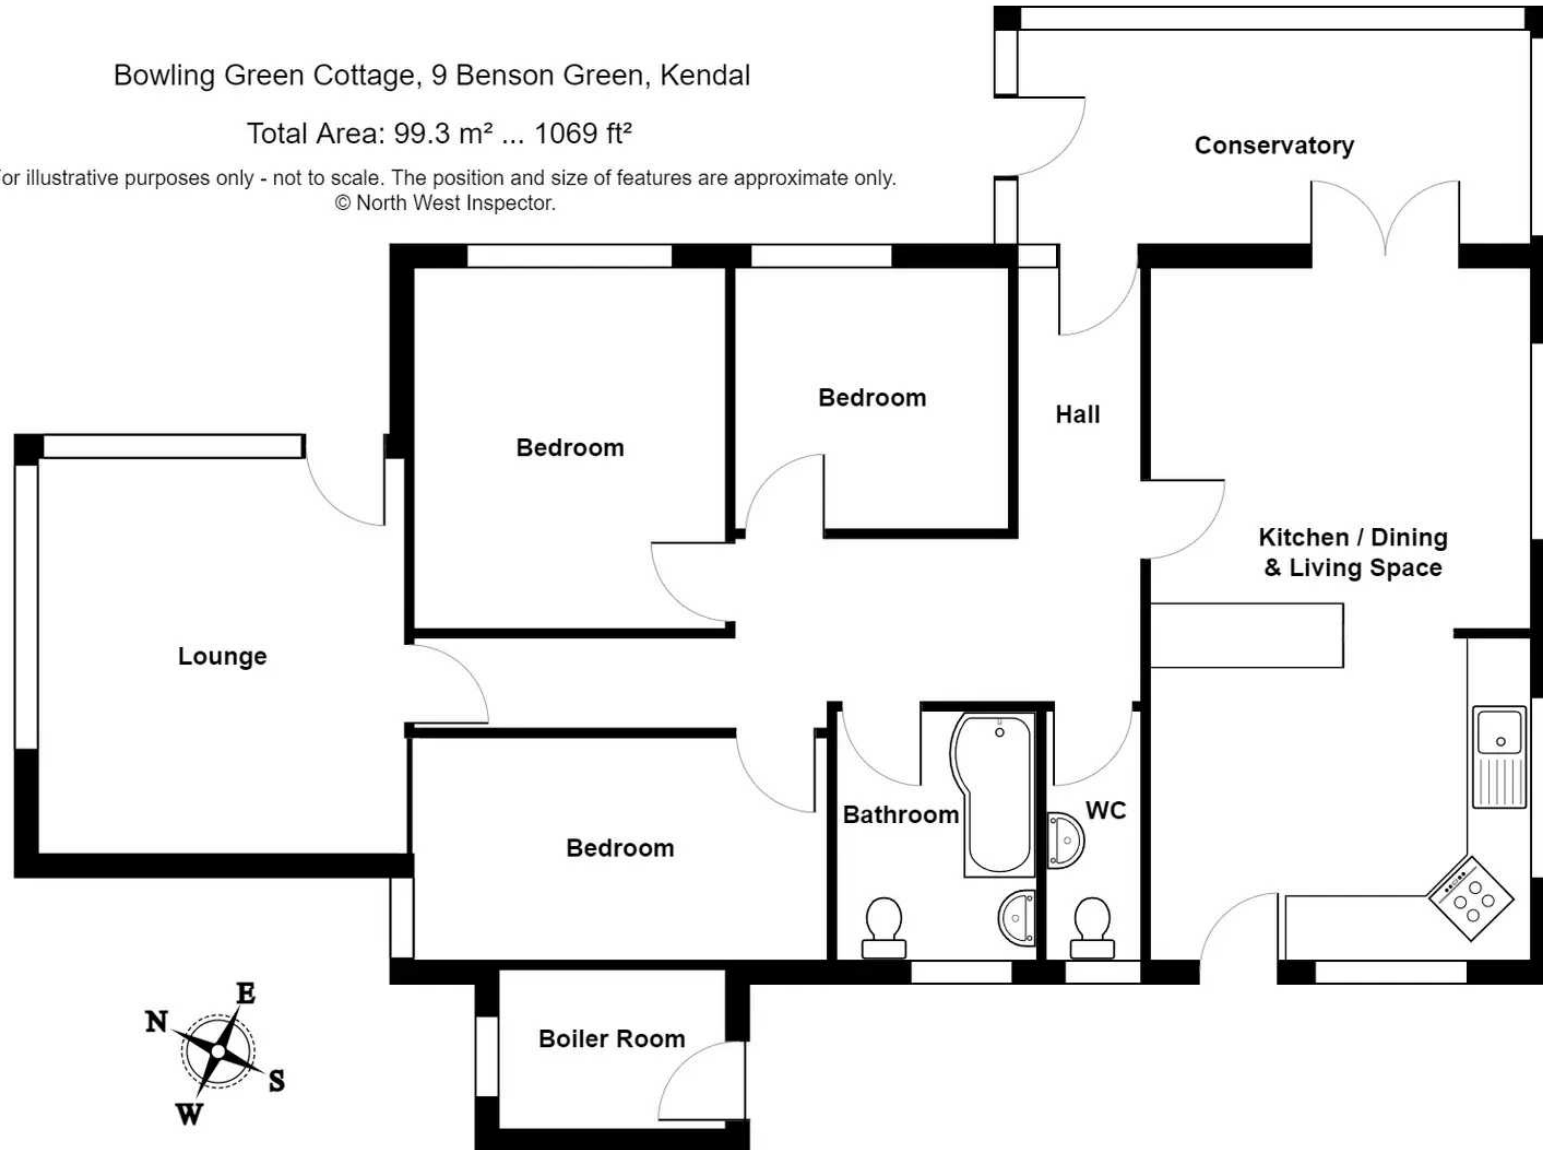 Bowling Green Cottage, 9 Benson Green, Kendal
Total Area: 99.3 m² ... 1069 ft²
or illustrative purposes only - not to scale. The position and size of features are approximate only.
© North West Inspector.
Conservatory
Bedroom
Hall
Bedroom
Kitchen / Dining
& Living Space
Lounge
WC
Bathroom
Bedroom
E
N
Boiler Room
S
W